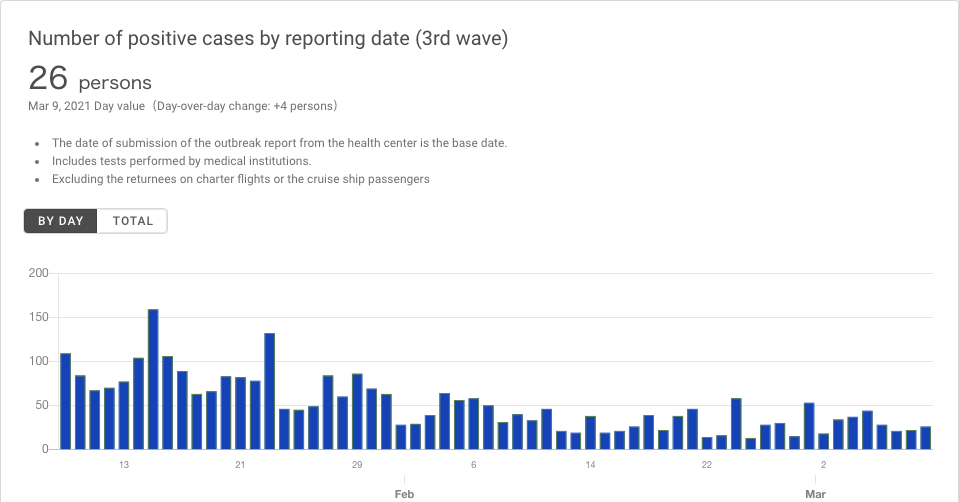 Number of positive cases by reporting date (3rd wave)
26 persons
Mar 9, 2021 Day value（Day-over-day change: +4 persons）
• The date of submission of the outbreak report from the health center is the base date.
• Includes tests performed by medical institutions.
• Excluding the returnees on charter flights or the cruise ship passengers
BY DAY TOTAL
200
150
100
50
0
13 21 29 6 14 22 2
Feb Mar